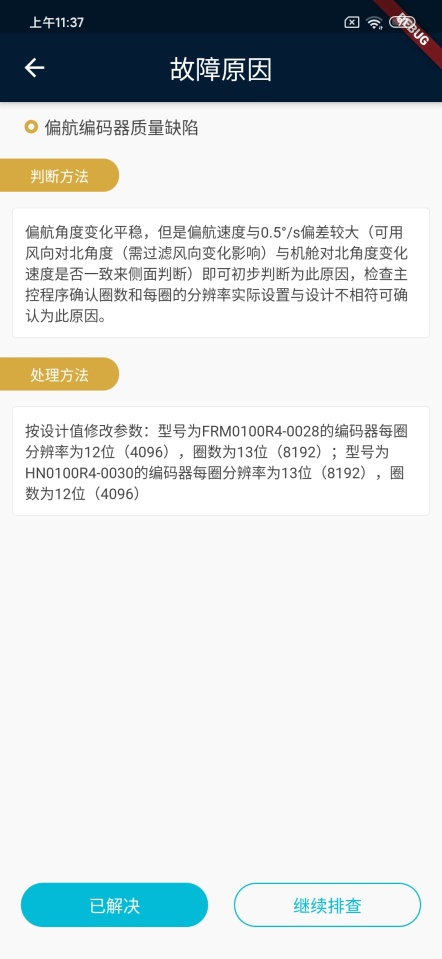 上午11:37
DEBUG
故障原因
偏航编码器质量缺陷
判断方法
偏航角度变化平稳，但是偏航速度与0.5°/s偏差较大（可用
风向对北角度（需过滤风向变化影响）与机舱对北角度变化
速度是否一致来侧面判断）即可初步判断为此原因，检查主
控程序确认圈数和每圈的分辨率实际设置与设计不相符可确
认为此原因。
处理方法
按设计值修改参数：型号为FRM0100R4-0028的编码器每圈
分辨率为12位（4096），圈数为13位（8192）；型号为
HN0100R4-0030的编码器每圈分辨率为13位（8192），圈
数为12位（4096）
已解决
继续排查